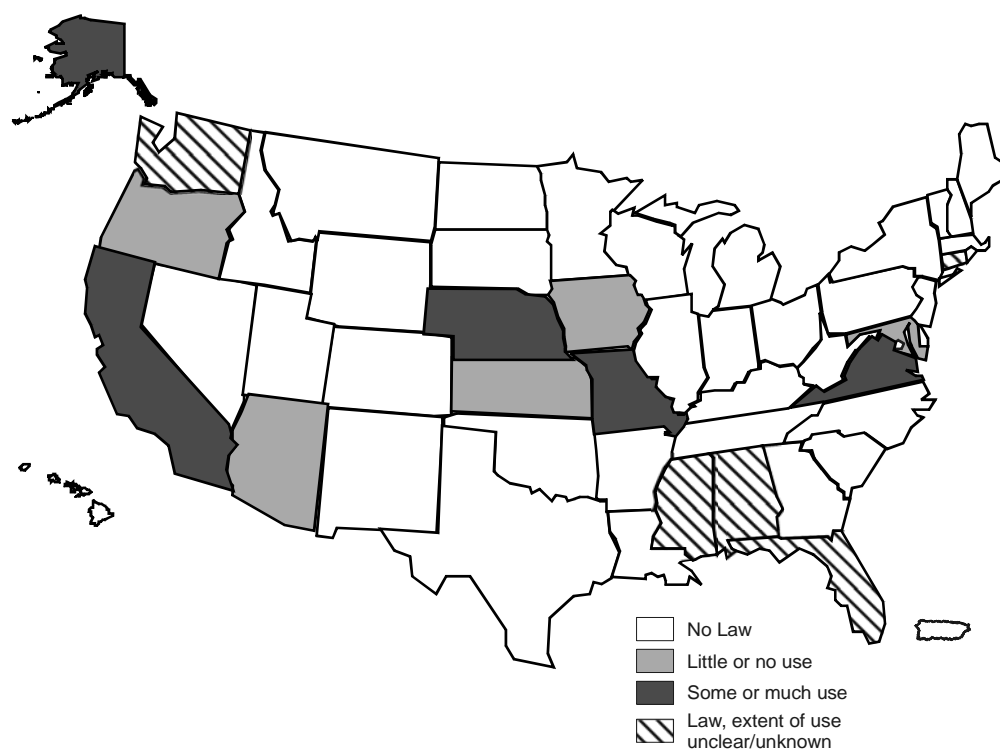 No Law
Little or no use
Some or much use
Law, extent of use
unclear/unknown